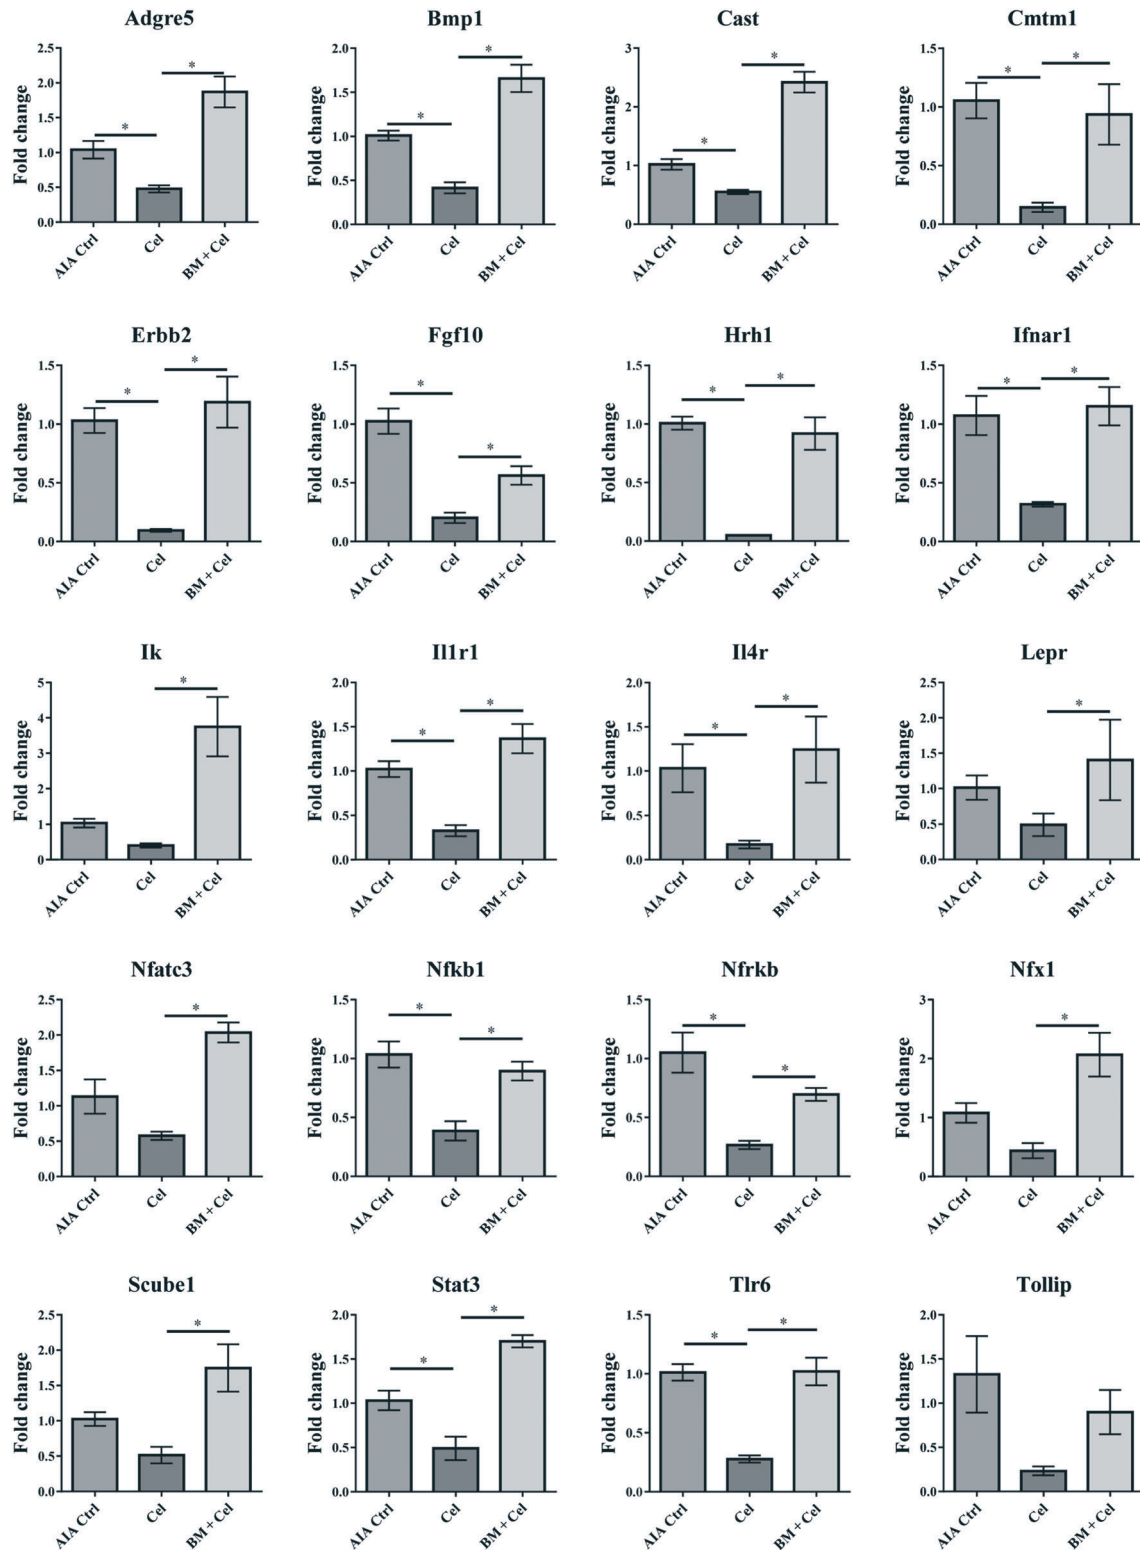 Adgre5
Bmp1
Cast
Cmtm1
Fold change
2.5
2.0
1.5
1.0
0.5
0.0
*
*
AIA Ctrl
Cel
BM + Cel
Fold change
2.0
1.5
1.0
0.5
0.0
*
*
AIA Ctrl
Cel
BM + Cel
Fold change
3
2
1
0
*
*
AIA Ctrl
Cel
BM + Cel
Fold change
1.5
1.0
0.5
0.0
*
*
AIA Ctrl
Cel
BM + Cel
Erbb2
Fgf10
Hrh1
Ifnar1
Fold change
1.5
1.0
0.5
0.0
*
*
AIA Ctrl
Cel
BM + Cel
Fold change
1.5
1.0
0.5
0.0
*
*
AIA Ctrl
Cel
BM + Cel
Fold change
1.5
1.0
0.5
0.0
*
*
AIA Ctrl
Cel
BM + Cel
Fold change
1.5
1.0
0.5
0.0
*
*
AIA Ctrl
Cel
BM + Cel
Ik
Il1r1
Il4r
Lepr
Fold change
5
4
3
2
1
0
*
AIA Ctrl
Cel
BM + Cel
Fold change
2.0
1.5
1.0
0.5
0.0
*
*
AIA Ctrl
Cel
BM + Cel
Fold change
2.0
1.5
1.0
0.5
0.0
*
*
AIA Ctrl
Cel
BM + Cel
Fold change
2.5
2.0
1.5
1.0
0.5
0.0
*
AIA Ctrl
Cel
BM + Cel
Nfatc3
Nfkb1
Nfrkb
Nfx1
Fold change
2.5
2.0
1.5
1.0
0.5
0.0
*
AIA Ctrl
Cel
BM + Cel
Fold change
1.5
1.0
0.5
0.0
*
*
AIA Ctrl
Cel
BM + Cel
Fold change
1.5
1.0
0.5
0.0
*
*
AIA Ctrl
Cel
BM + Cel
Fold change
3
2
1
0
*
AIA Ctrl
Cel
BM + Cel
Scube1
Stat3
Tlr6
Tollip
Fold change
2.5
2.0
1.5
1.0
0.5
0.0
*
AIA Ctrl
Cel
BM + Cel
Fold change
2.0
1.5
1.0
0.5
0.0
*
*
AIA Ctrl
Cel
BM + Cel
Fold change
1.5
1.0
0.5
0.0
*
*
AIA Ctrl
Cel
BM + Cel
Fold change
2.0
1.5
1.0
0.5
0.0
AIA Ctrl
Cel
BM + Cel